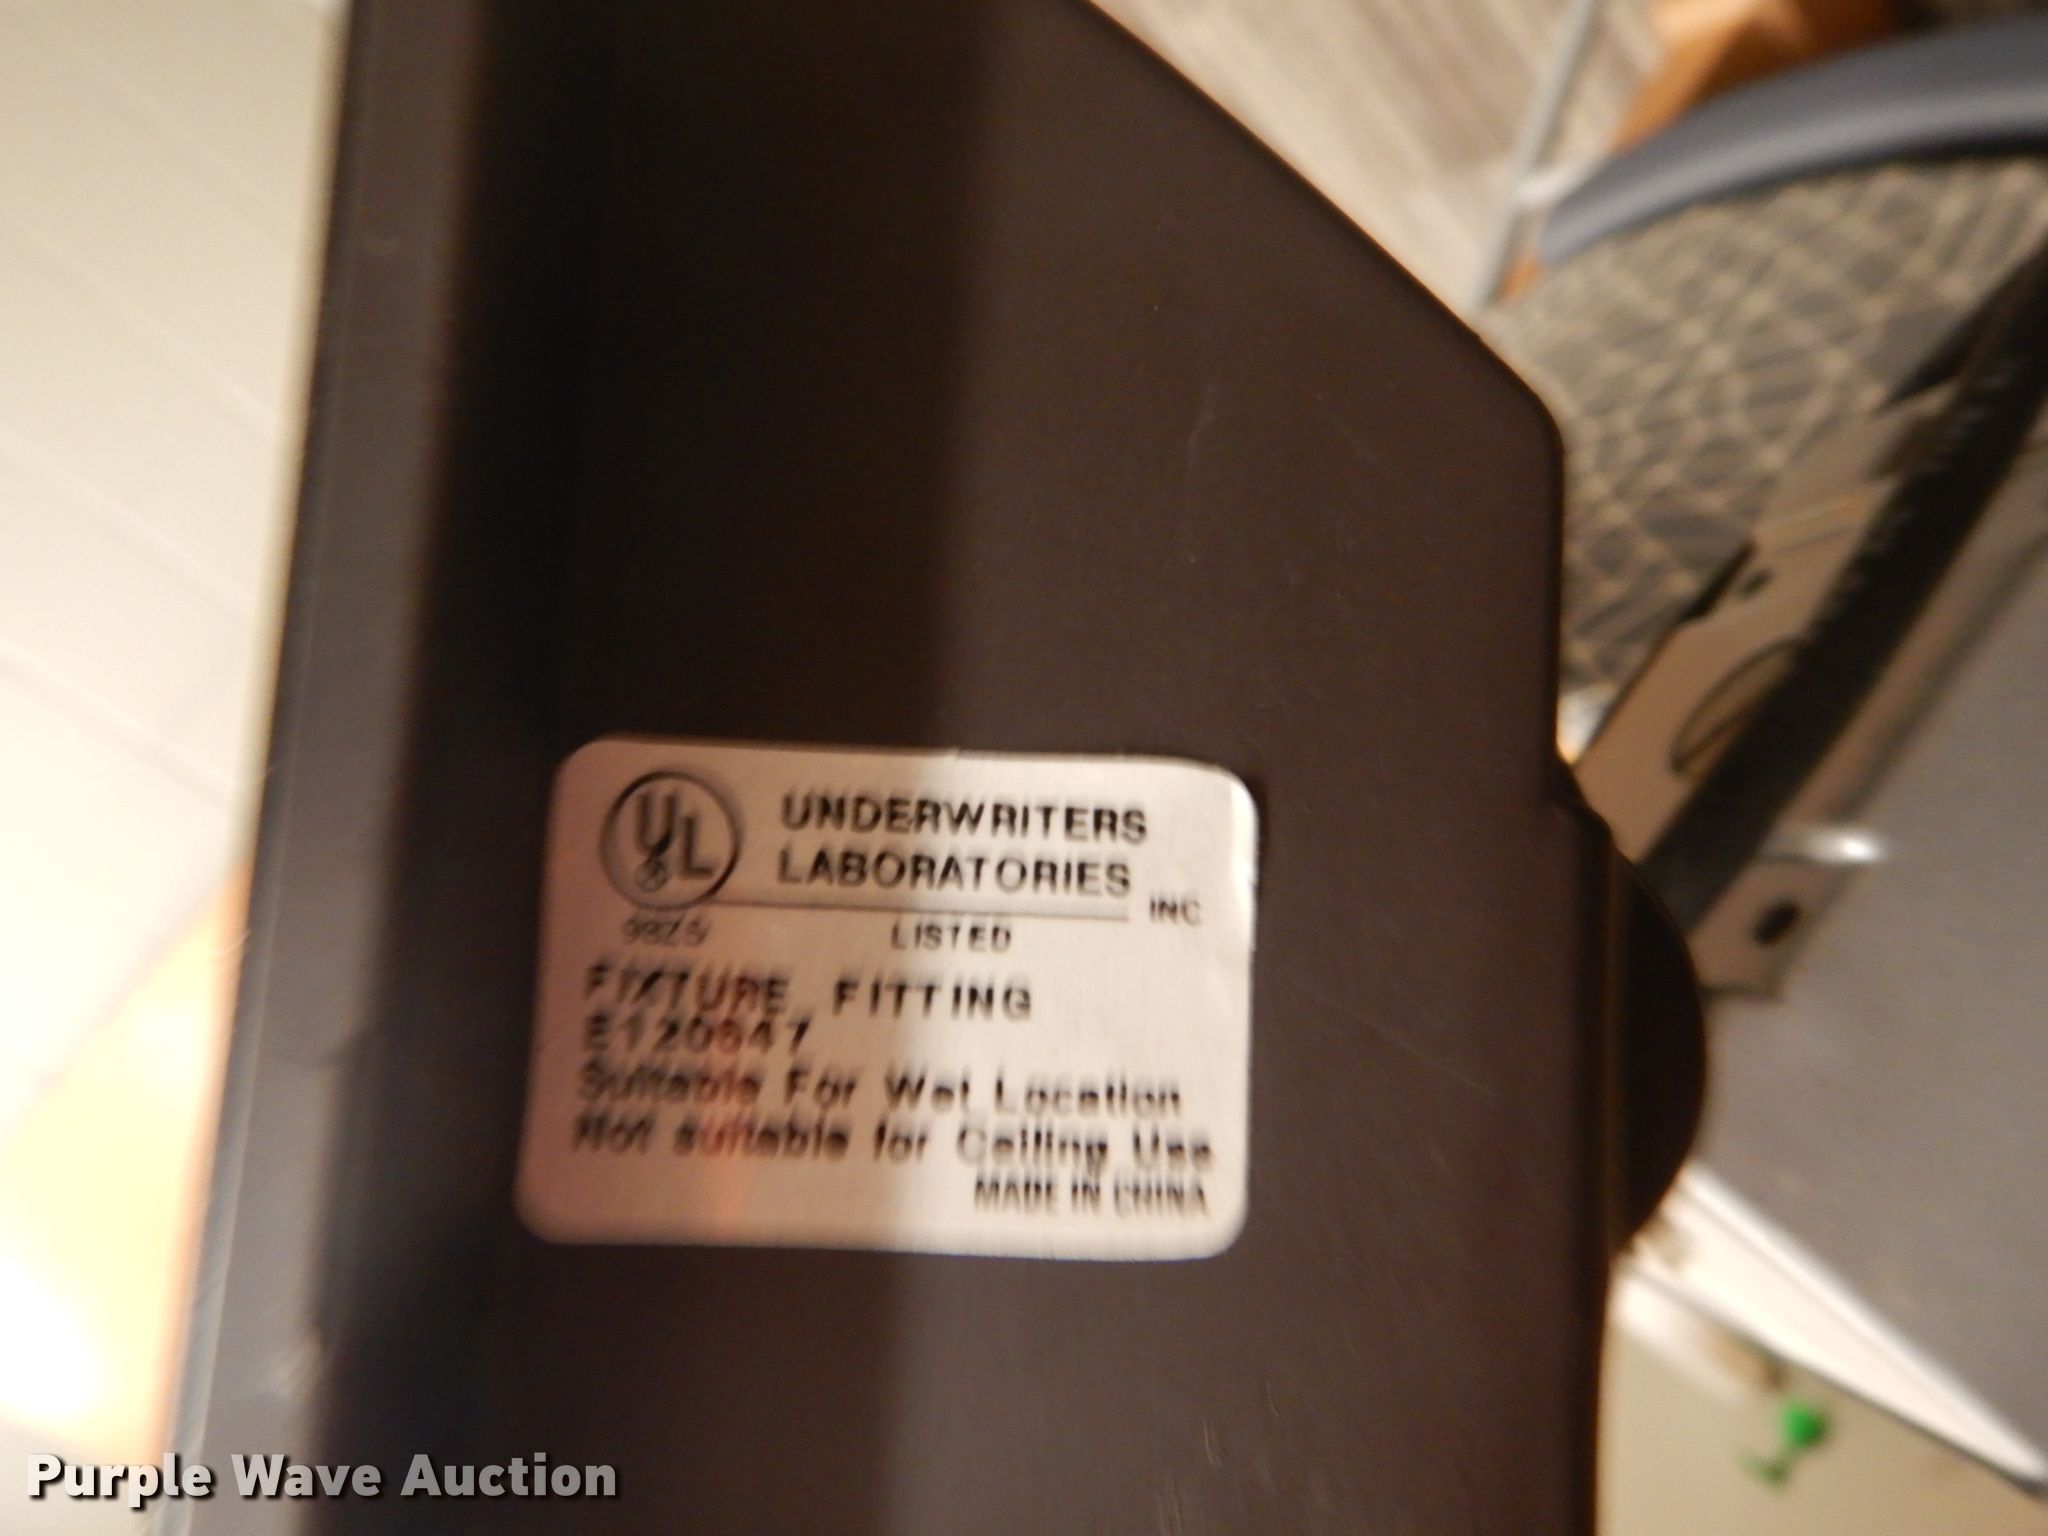 UL
UNDERWRITERS
LABORATORIES
INC
LISTED
FIXTURE FITTING
E120647
Suitable For Wet Location
Not suitable for Ceiling Use
MADE IN CHINA
Purple Wave Auction